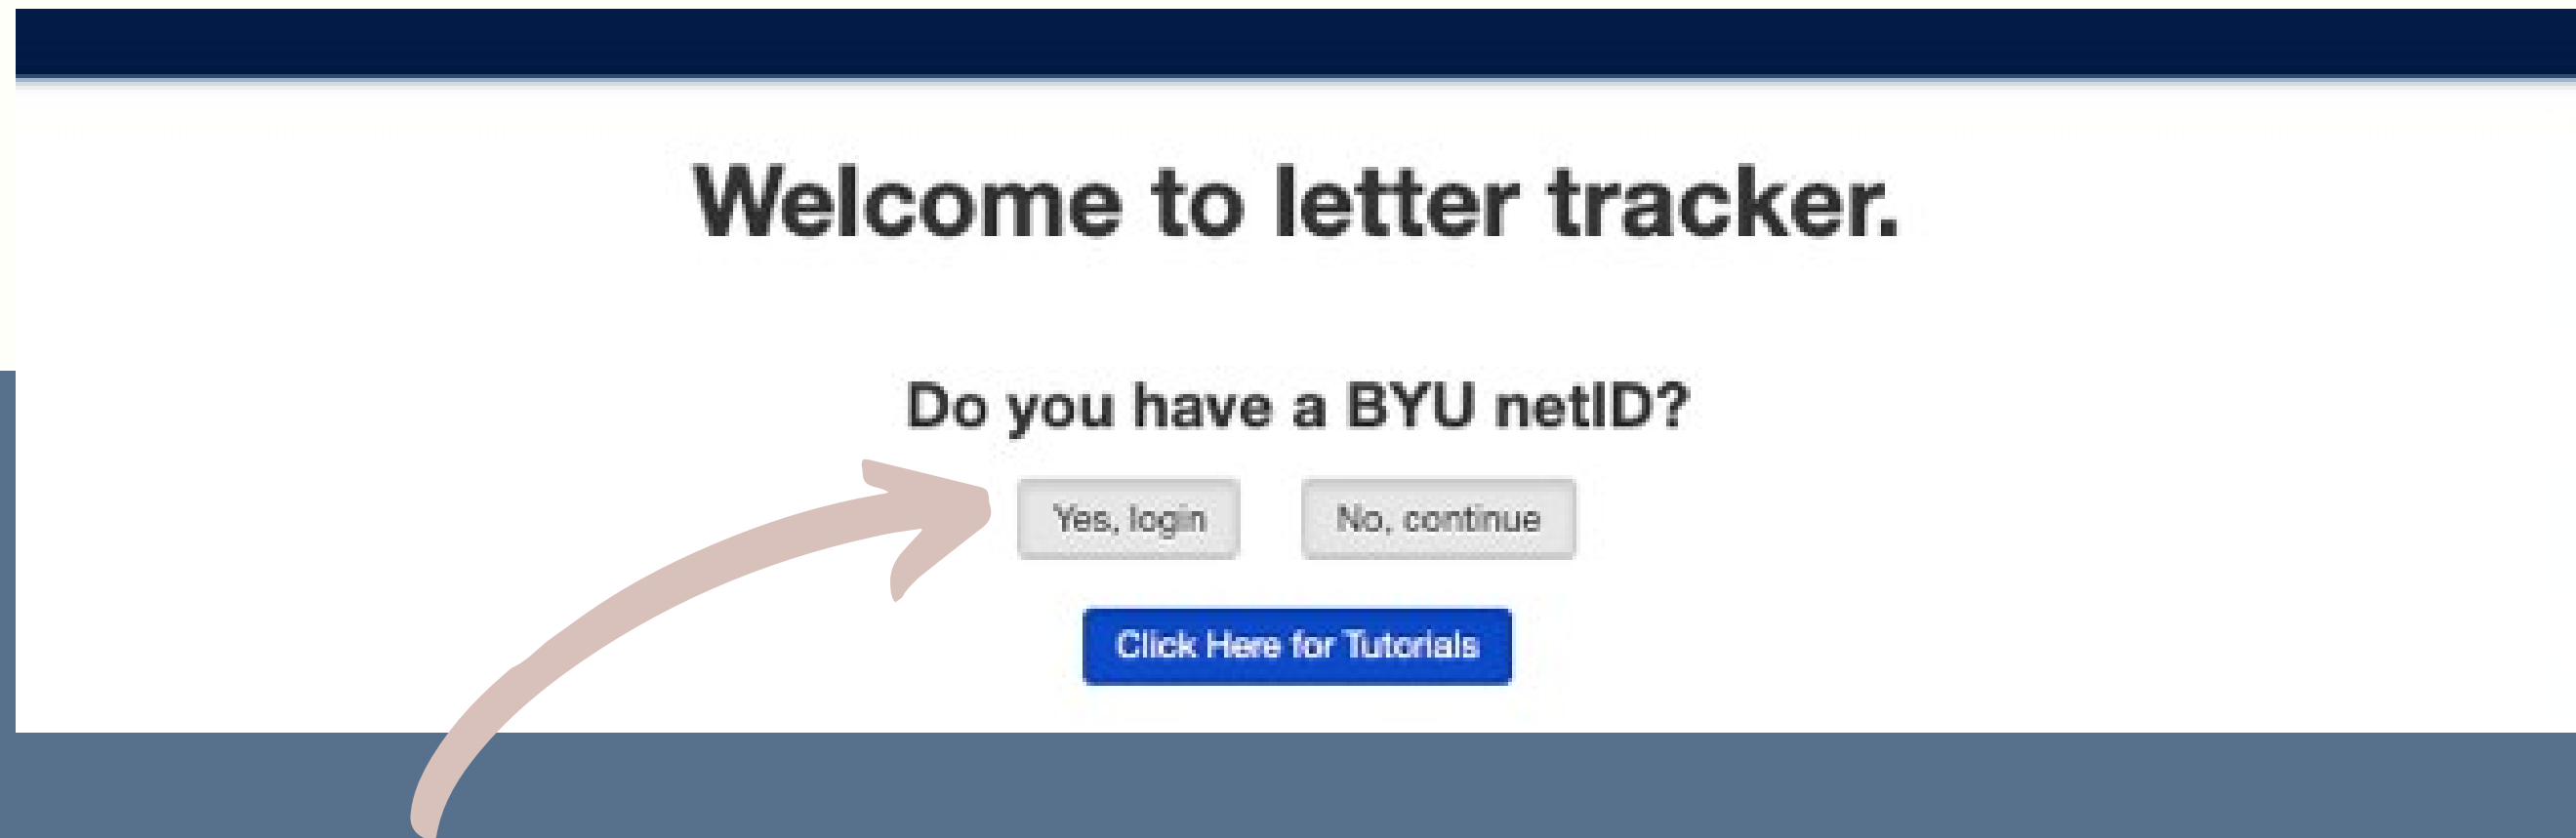 Welcome to letter tracker.
Do you have a BYU netID?
Yes, login No, continue
Click Here for Tutorials